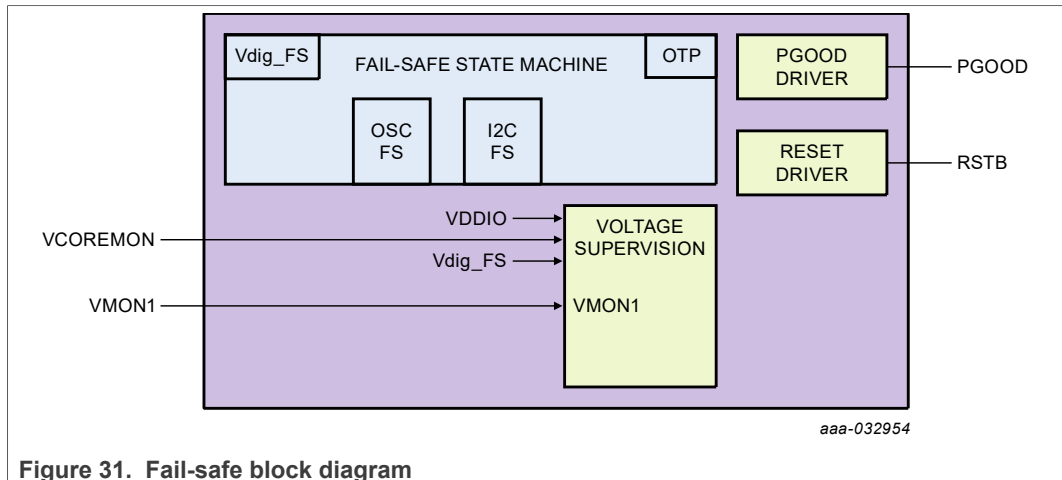 Vdig_FS
FAIL-SAFE STATE MACHINE
OTP
OSC
FS
I2C
FS
PGOOD
DRIVER
PGOOD
RESET
DRIVER
RSTB
VDDIO
VCOREMON
Vdig_FS
VOLTAGE
SUPERVISION
VMON1
VMON1
aaa-032954
Figure 31. Fail-safe block diagram